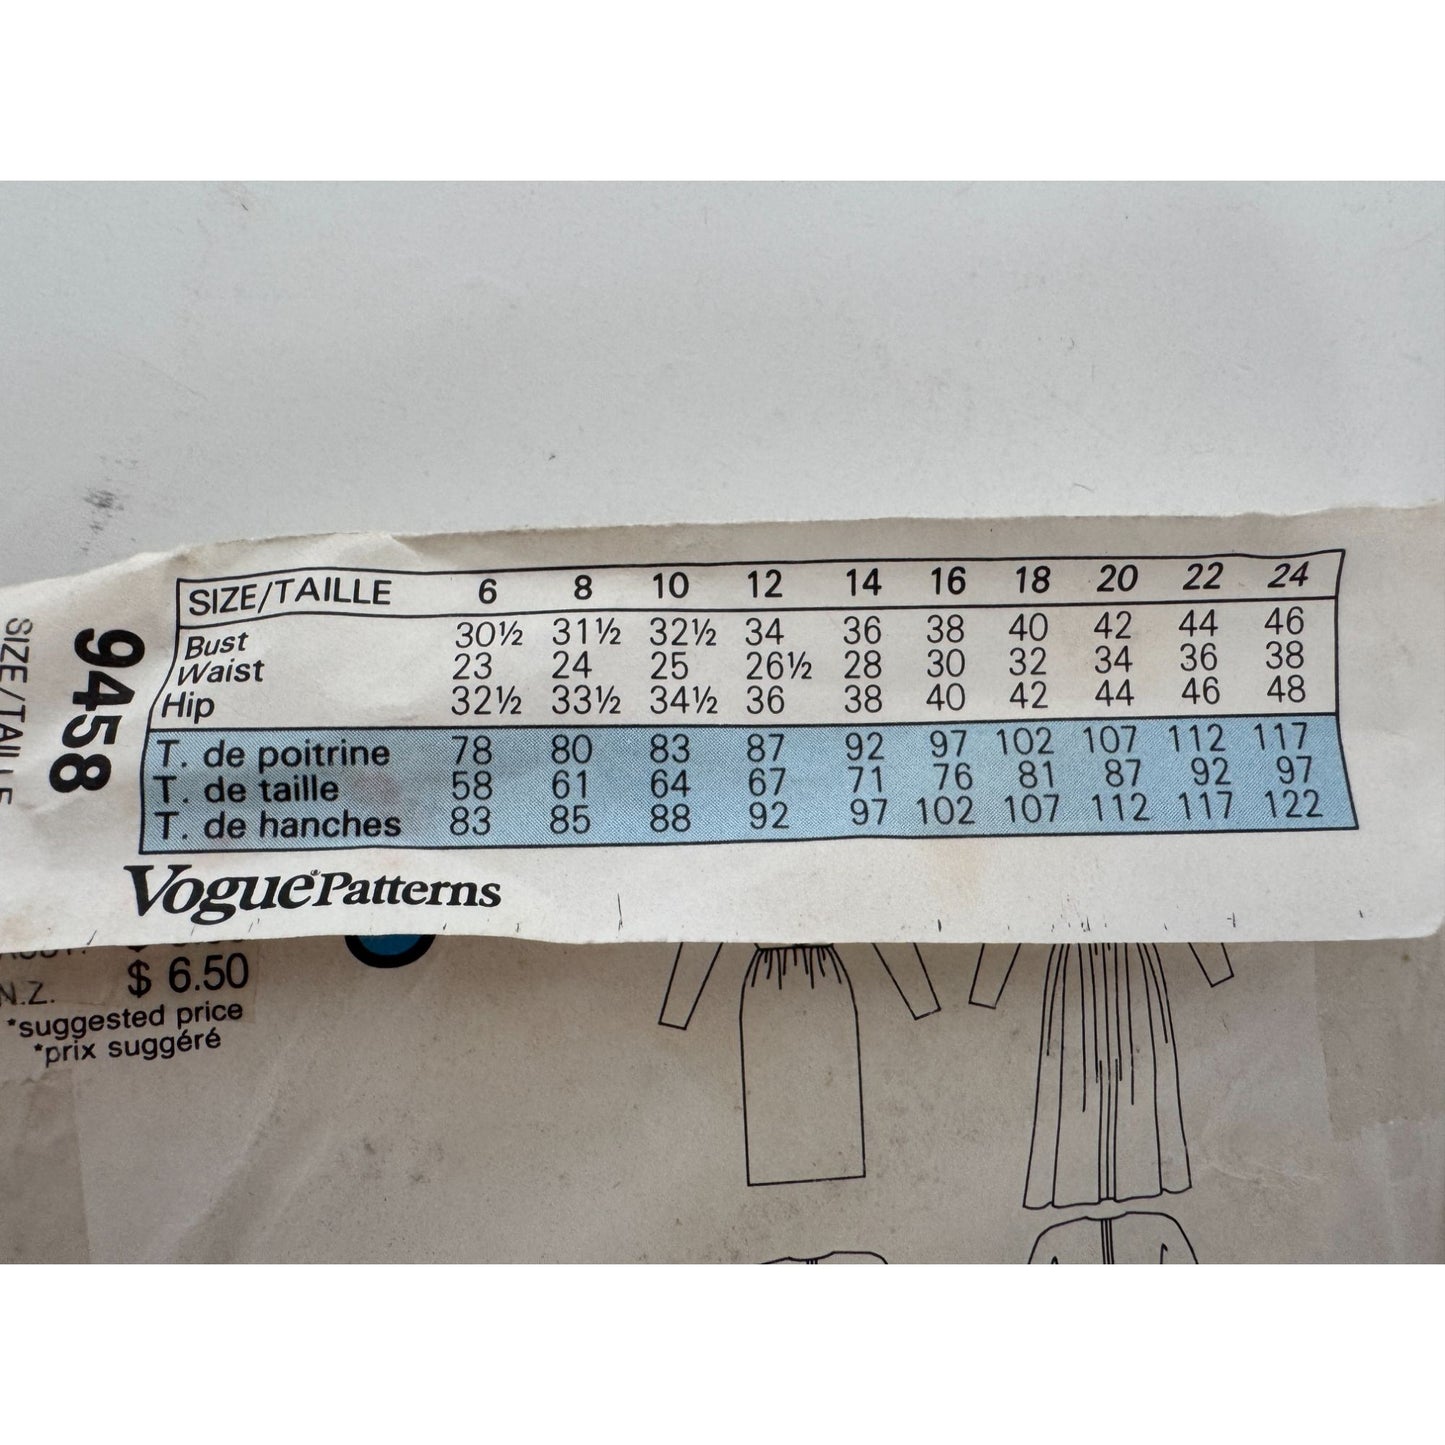 SIZE/TAILLE 6 8 10 12 14 16 18 20 22 24
Bust 30½ 31½ 32½ 34 36 38 40 42 44 46
Waist 23 24 25 26½ 28 30 32 34 36 38
Hip 32½ 33½ 34½ 36 38 40 42 44 46 48
T. de poitrine 78 80 83 87 92 97 102 107 112 117
T. de taille 58 61 64 67 71 76 81 87 92 97
T. de hanches 83 85 88 92 97 102 107 112 117 122
Vogue Patterns
9458
SIZE/TAILLE
N.Z. $ 6.50
*suggested price
*prix suggéré